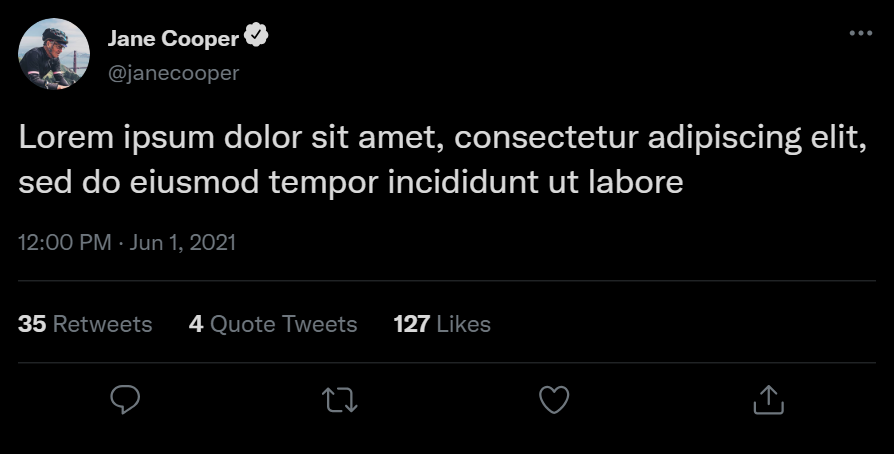 Jane Cooper
@janecooper
Lorem ipsum dolor sit amet, consectetur adipiscing elit,
sed do eiusmod tempor incididunt ut labore
12:00 PM · Jun 1, 2021
35 Retweets 4 Quote Tweets 127 Likes